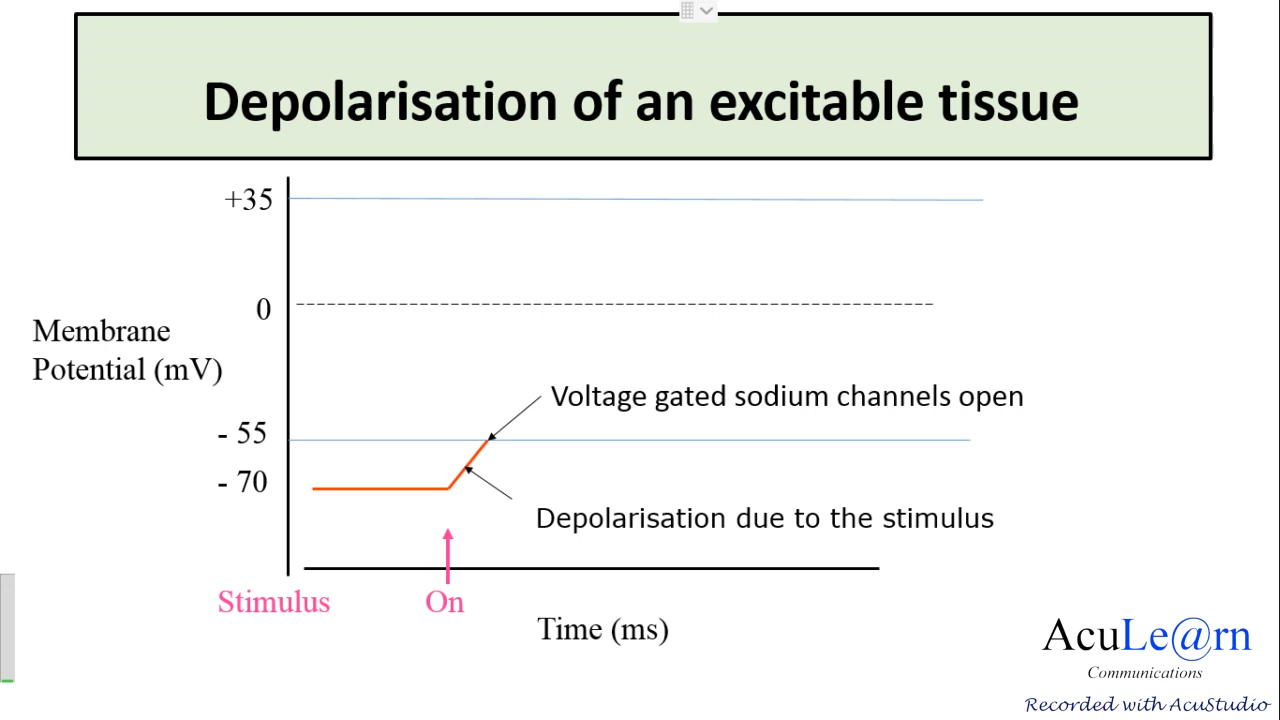 Depolarisation of an excitable tissue
+35
0
Membrane
Potential (mV)
Voltage gated sodium channels open
- 55
- 70
Depolarisation due to the stimulus
Stimulus
On
Time (ms)
AcuLe@rn
Communications
Recorded with AcuStudio